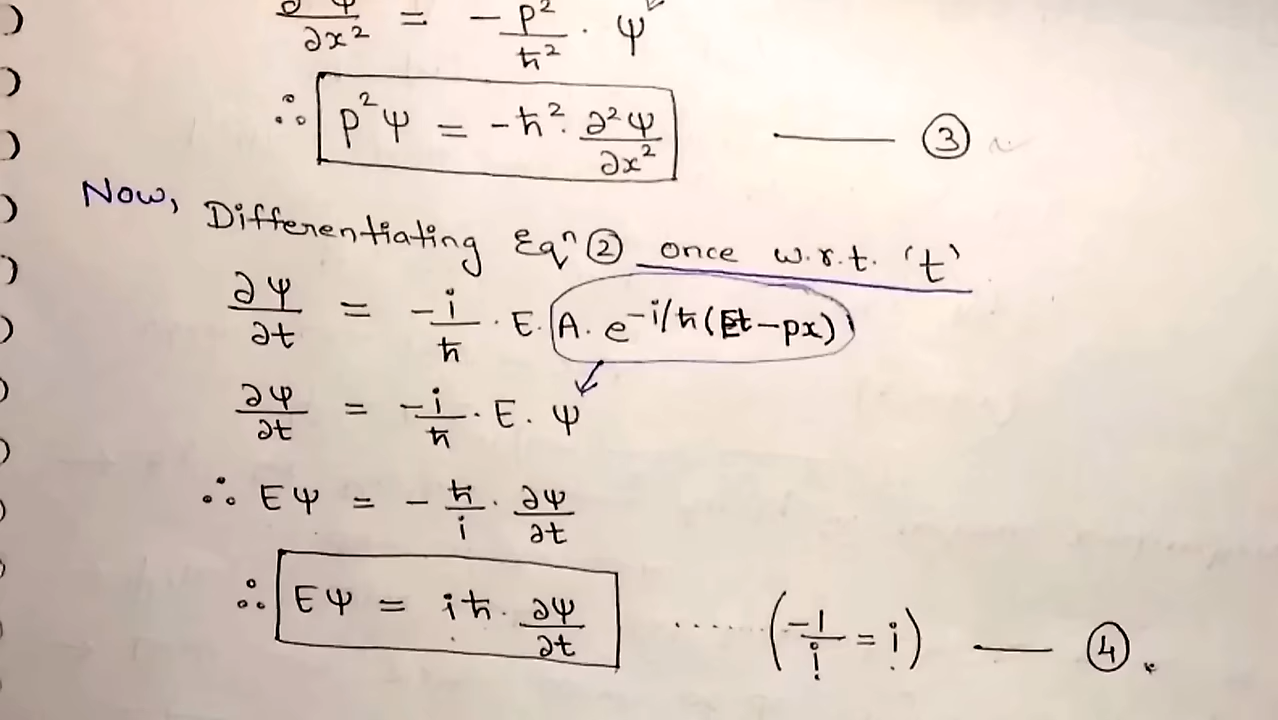 ∂²ψ/∂x² = -p²/ħ² · ψ
∴ p²ψ = -ħ² · ∂²ψ/∂x² —— ③
Now, Differentiating Eqⁿ ② once w.r.t. 't'
∂ψ/∂t = -i/ħ · E. A. e^{-i/ħ(Et-px)}
∂ψ/∂t = -i/ħ · E. ψ
∴ Eψ = -ħ/i · ∂ψ/∂t
∴ Eψ = iħ · ∂ψ/∂t ...... (-1/i = i) —— ④.